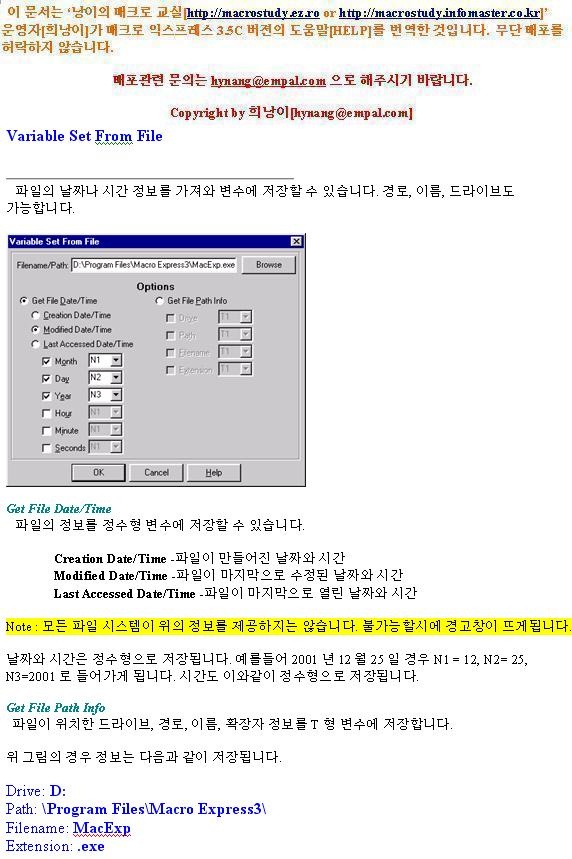 이 문서는 ‘낭이의 매크로 교실[http://macrostudy.ez.ro or http://macrostudy.infomaster.co.kr]’
운영자[희낭이]가 매크로 익스프레스 3.5C 버젼의 도움말[HELP]를 번역한 것입니다. 무단 배포를
허락하지 않습니다.
배포관련 문의는 hynang@empal.com 으로 해주시기 바랍니다.
Copyright by 희낭이[hynang@empal.com]
Variable Set From File
파일의 날짜나 시간 정보를 가져와 변수에 저장할 수 있습니다. 경로, 이름, 드라이브도
가능합니다.
Variable Set From File
Filename/Path: D:\Program Files\Macro Express3\MacExp.exe Browse
Options
Get File Date/Time Get File Path Info
Creation Date/Time Drive T1
Modified Date/Time Path T1
Last Accessed Date/Time Filename T1
Month N1 Extension T1
Day N2
Year N3
Hour N1
Minute N1
Seconds N1
OK Cancel Help
Get File Date/Time
파일의 정보를 정수형 변수에 저장할 수 있습니다.
Creation Date/Time -파일이 만들어진 날짜와 시간
Modified Date/Time -파일이 마지막으로 수정된 날짜와 시간
Last Accessed Date/Time -파일이 마지막으로 열린 날짜와 시간
Note : 모든 파일 시스템이 위의 정보를 제공하지는 않습니다. 불가능할시에 경고창이 뜨게됩니다.
날짜와 시간은 정수형으로 저장됩니다. 예를들어 2001 년 12 월 25 일 경우 N1 = 12, N2= 25,
N3=2001 로 들어가게 됩니다. 시간도 이와같이 정수형으로 저장됩니다.
Get File Path Info
파일이 위치한 드라이브, 경로, 이름, 확장자 정보를 T 형 변수에 저장합니다.
위 그림의 경우 정보는 다음과 같이 저장됩니다.
Drive: D:
Path: \Program Files\Macro Express3\
Filename: MacExp
Extension: .exe